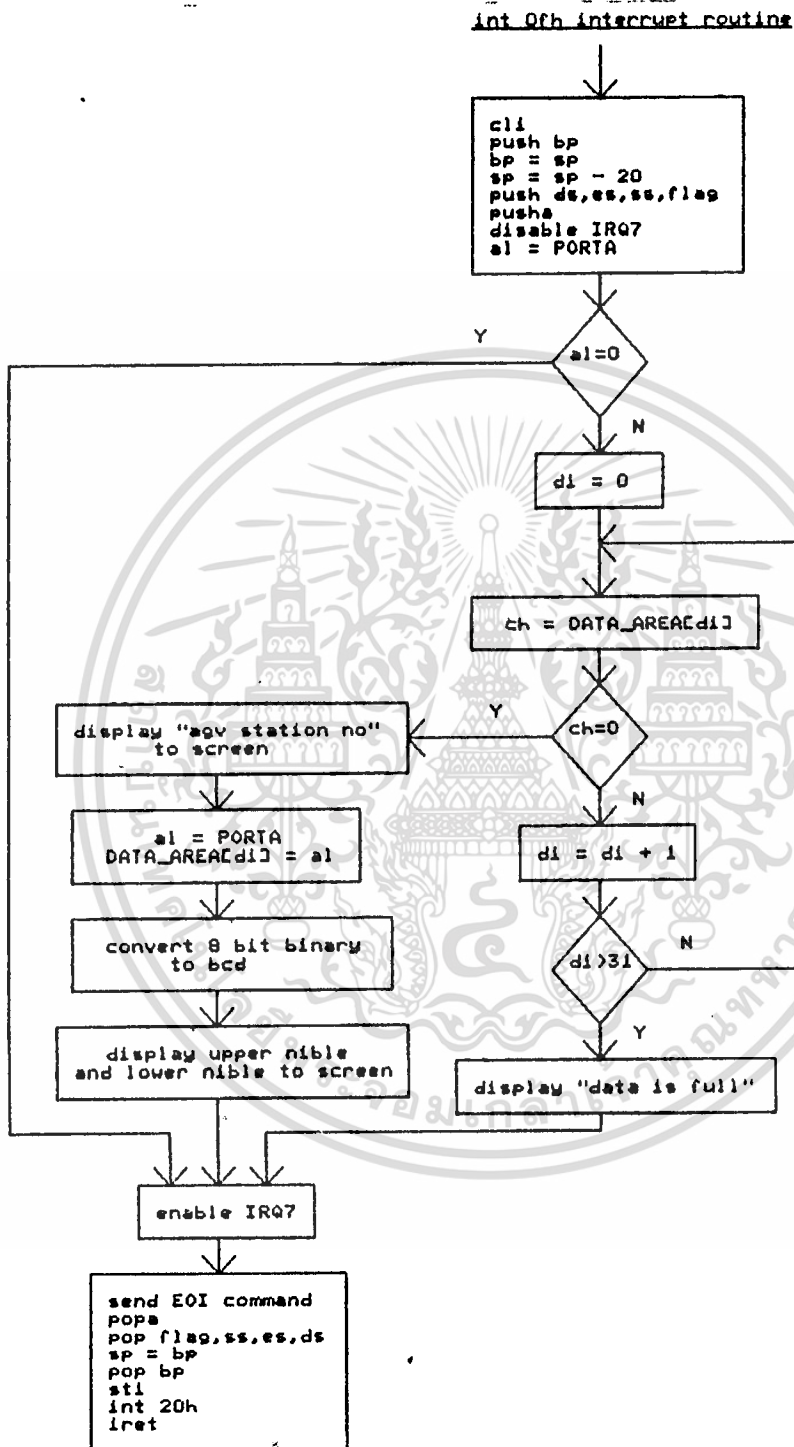 int 0fh interrupt routine
cli
push bp
bp = sp
sp = sp - 20
push ds,es,ss,flag
pusha
disable IRQ7
al = PORTA
al=0
Y
N
di = 0
ch = DATA_AREA[di]
ch=0
Y
N
display "agv station no"
to screen
al = PORTA
DATA_AREA[di] = al
convert 8 bit binary
to bcd
display upper nible
and lower nible to screen
di = di + 1
di>31
N
Y
display "data is full"
enable IRQ7
send EOI command
popa
pop flag,ss,es,ds
sp = bp
pop bp
sti
int 20h
iret